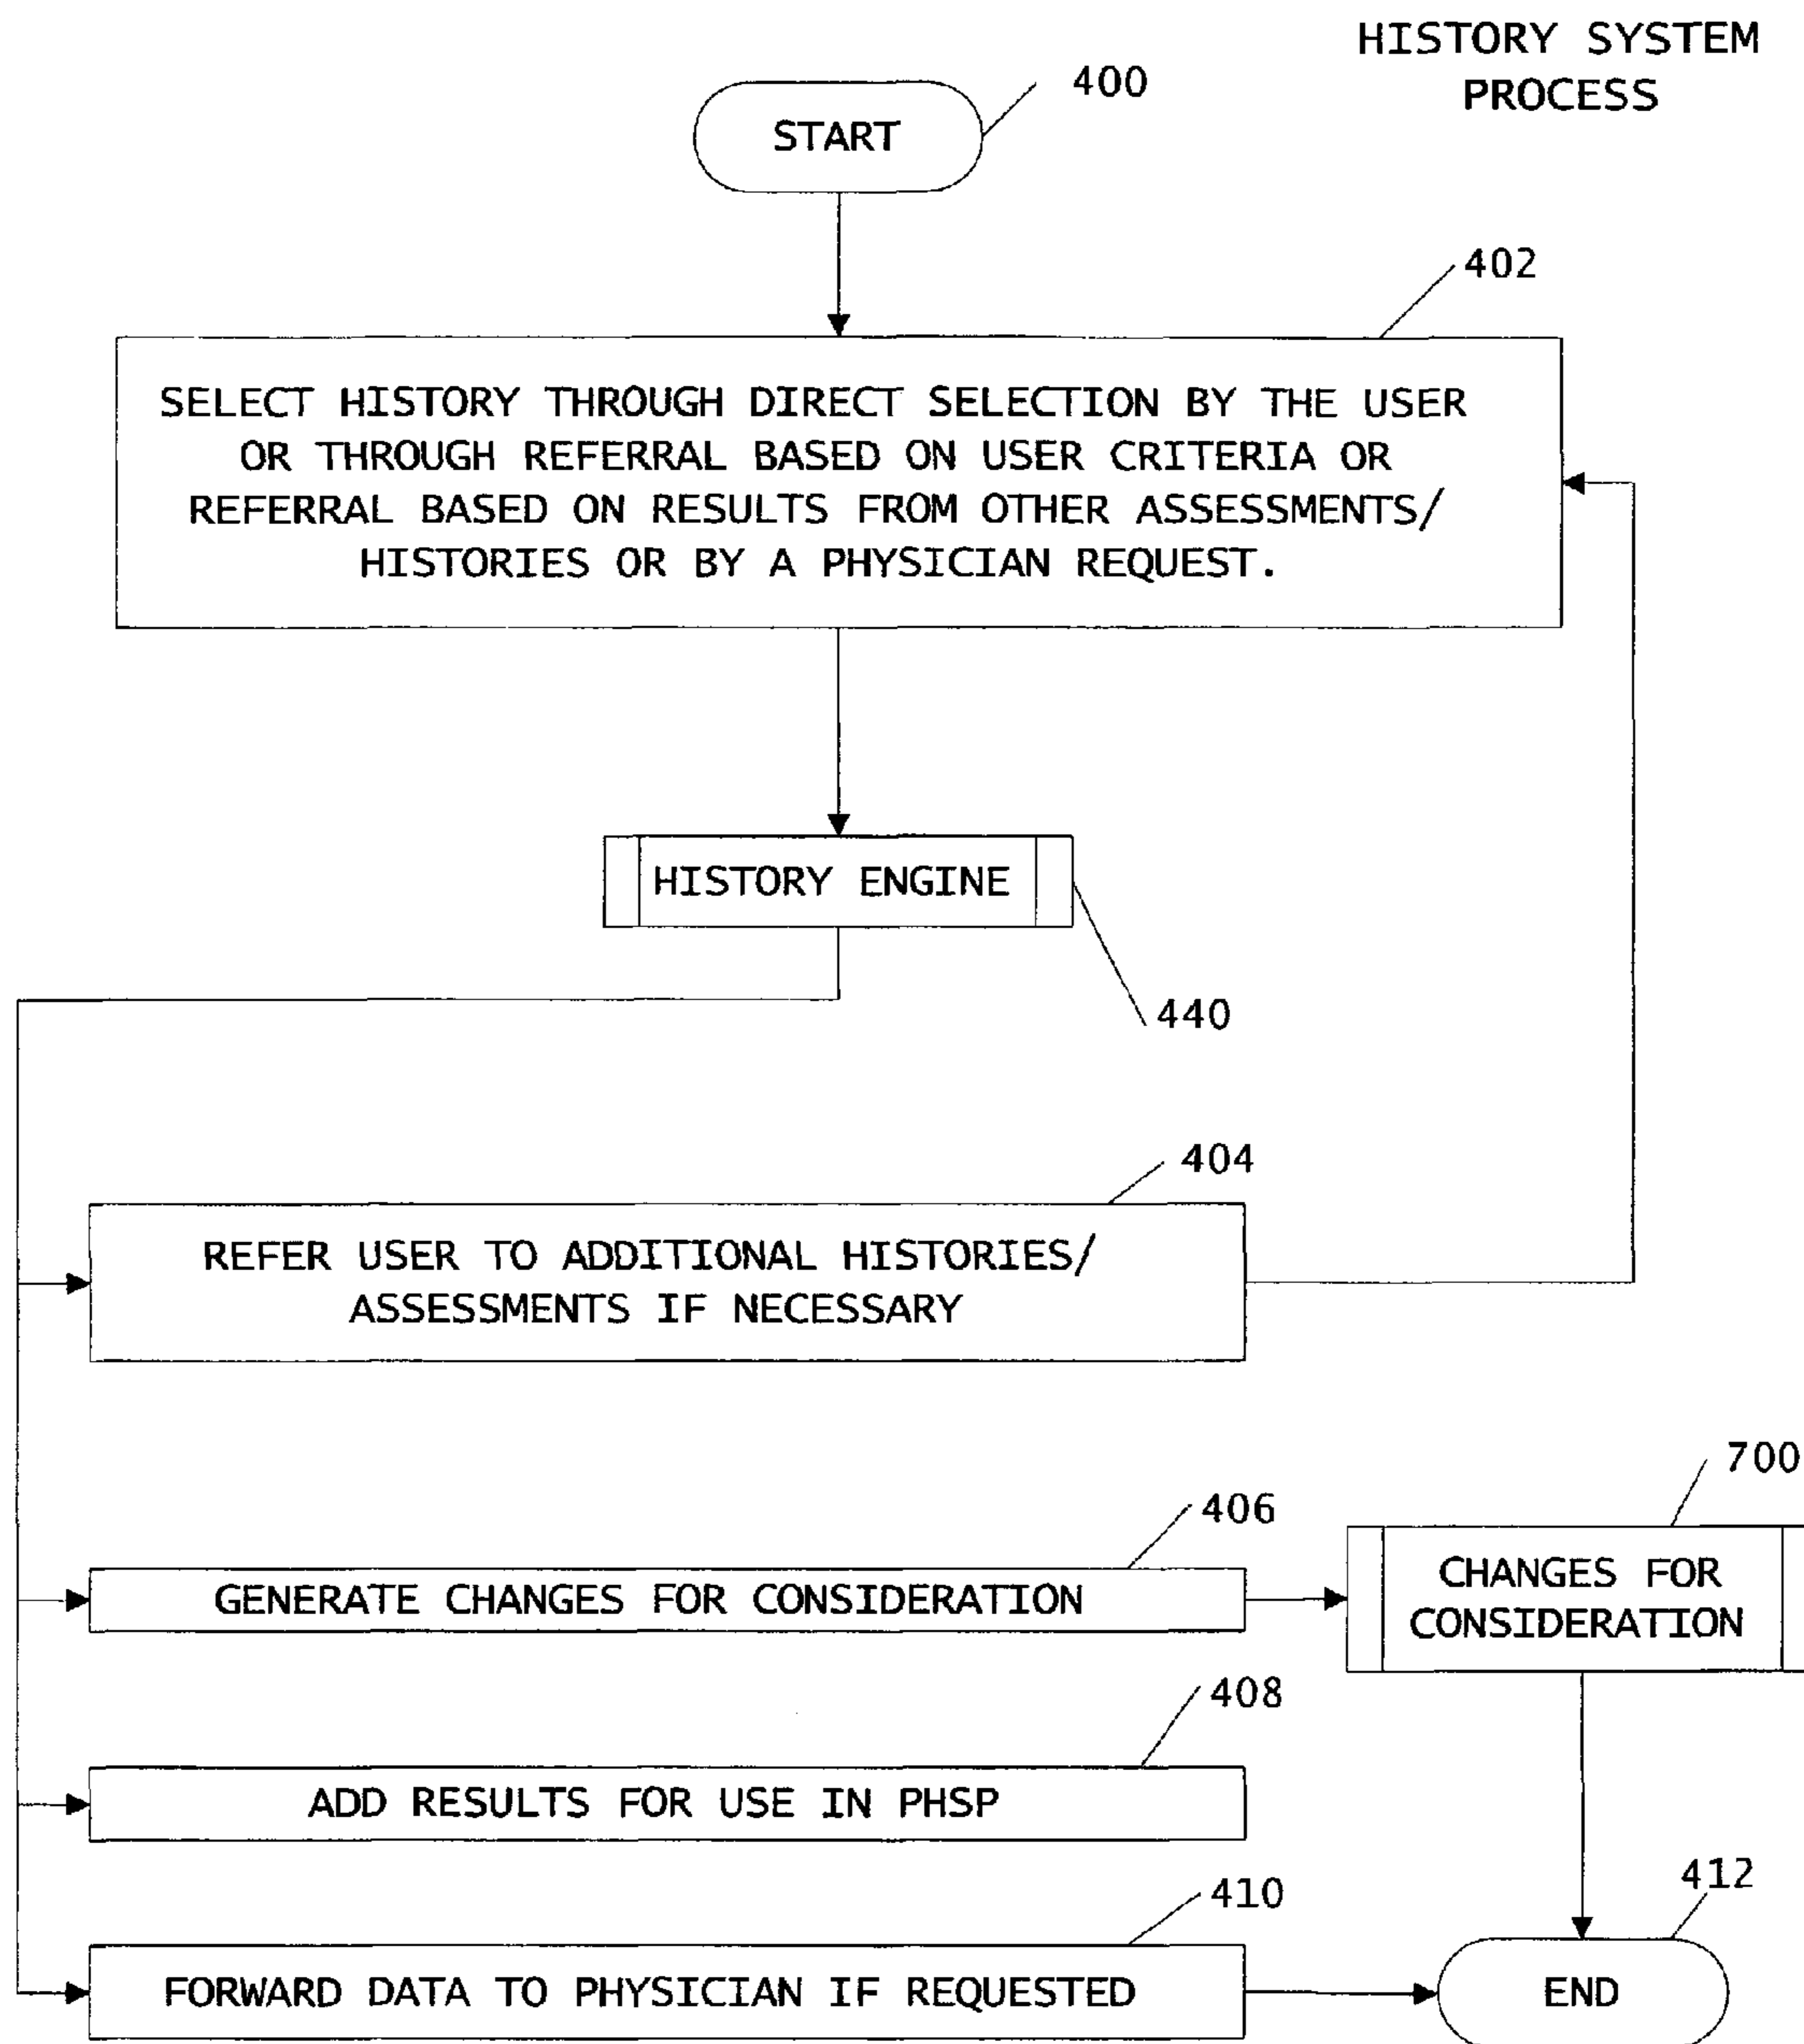 HISTORY SYSTEM
PROCESS
400
START
402
SELECT HISTORY THROUGH DIRECT SELECTION BY THE USER
OR THROUGH REFERRAL BASED ON USER CRITERIA OR
REFERRAL BASED ON RESULTS FROM OTHER ASSESSMENTS/
HISTORIES OR BY A PHYSICIAN REQUEST.
HISTORY ENGINE
440
404
REFER USER TO ADDITIONAL HISTORIES/
ASSESSMENTS IF NECESSARY
700
406
GENERATE CHANGES FOR CONSIDERATION
CHANGES FOR
CONSIDERATION
408
ADD RESULTS FOR USE IN PHSP
410
412
FORWARD DATA TO PHYSICIAN IF REQUESTED
END